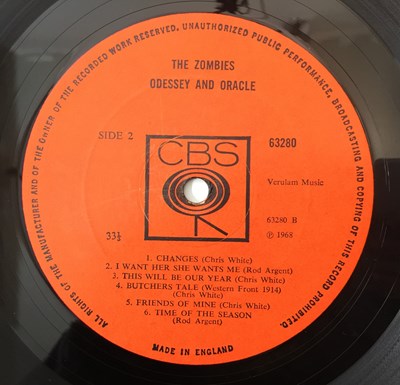 ALL RIGHTS OF THE MANUFACTURER AND OF THE OWNER OF THE RECORDED WORK RESERVED. UNAUTHORIZED PUBLIC PERFORMANCE, BROADCASTING AND COPYING OF THIS RECORD PROHIBITED.
THE ZOMBIES
ODESSEY AND ORACLE
SIDE 2
CBS
63280
Verulam Music
63280 B
33⅓
℗ 1968
1. CHANGES (Chris White)
2. I WANT HER SHE WANTS ME (Rod Argent)
3. THIS WILL BE OUR YEAR (Chris White)
4. BUTCHERS TALE (Western Front 1914)
(Chris White)
5. FRIENDS OF MINE (Chris White)
6. TIME OF THE SEASON
(Rod Argent)
MADE IN ENGLAND